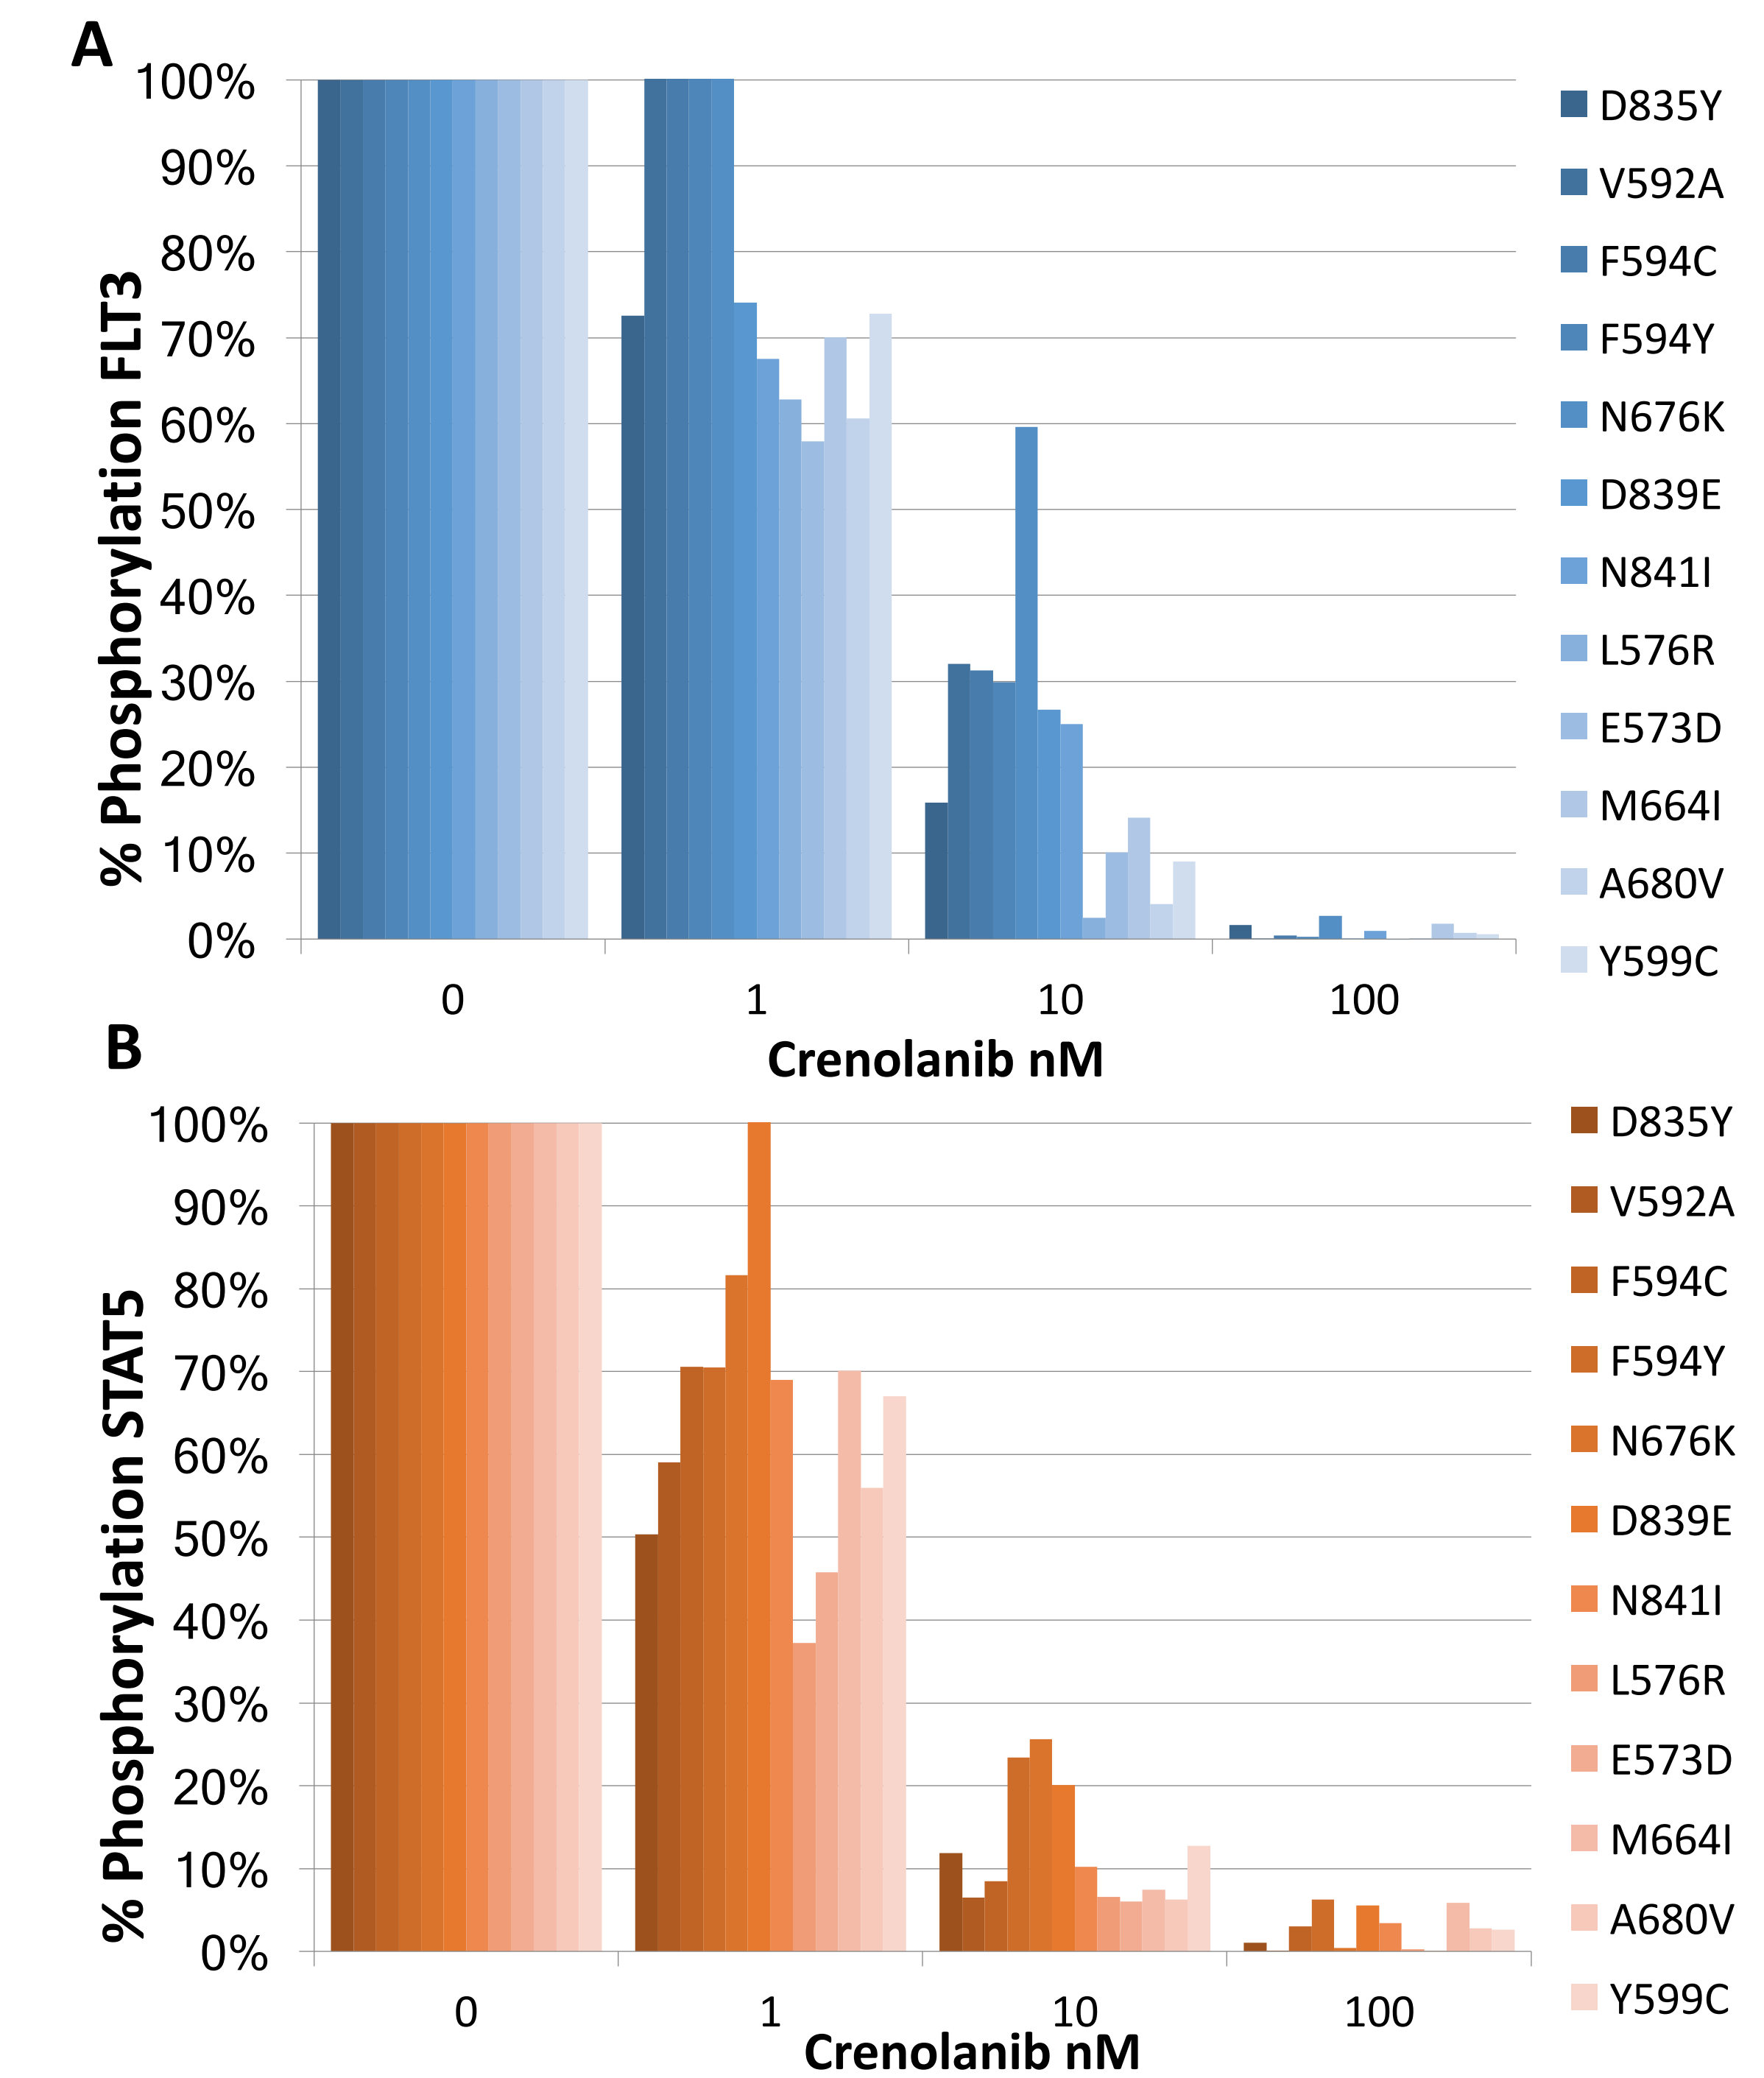 A
% Phosphorylation FLT3
100%
90%
80%
70%
60%
50%
40%
30%
20%
10%
0%
0 1 10 100
Crenolanib nM
D835Y
V592A
F594C
F594Y
N676K
D839E
N841I
L576R
E573D
M664I
A680V
Y599C
B
% Phosphorylation STAT5
100%
90%
80%
70%
60%
50%
40%
30%
20%
10%
0%
0 1 10 100
Crenolanib nM
D835Y
V592A
F594C
F594Y
N676K
D839E
N841I
L576R
E573D
M664I
A680V
Y599C